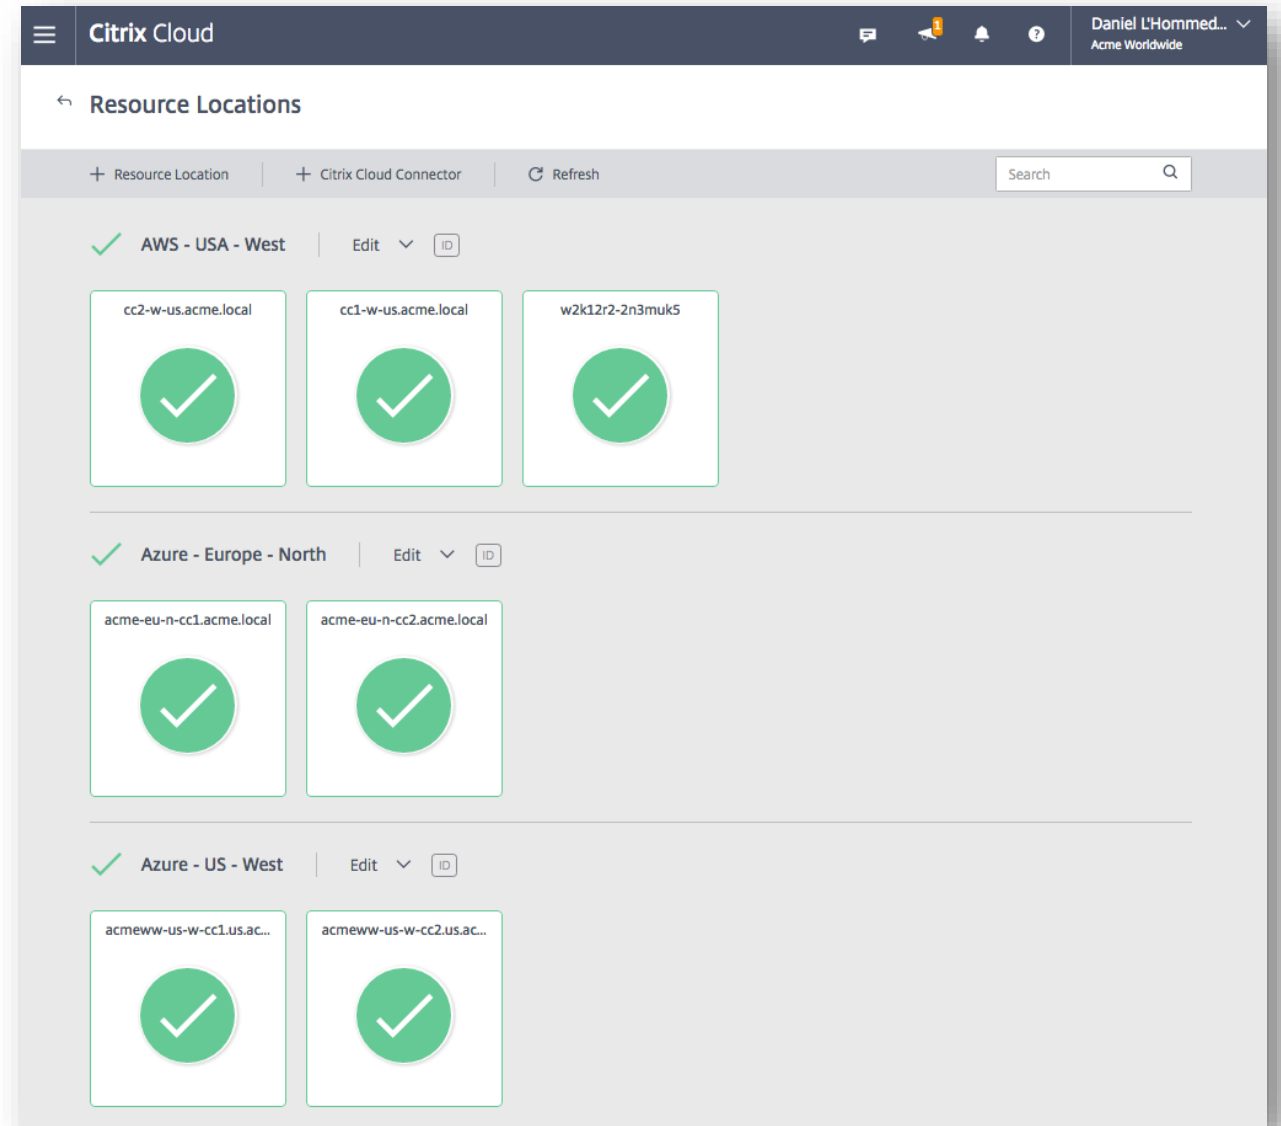 Citrix Cloud
1
Daniel L'Hommed...
Acme Worldwide
Resource Locations
Resource Location
Citrix Cloud Connector
Refresh
Search
AWS - USA - West
Edit
ID
cc2-w-us.acme.local
cc1-w-us.acme.local
w2k12r2-2n3muk5
Azure - Europe - North
Edit
ID
acme-eu-n-cc1.acme.local
acme-eu-n-cc2.acme.local
Azure - US - West
Edit
ID
acmeww-us-w-cc1.us.ac...
acmeww-us-w-cc2.us.ac...